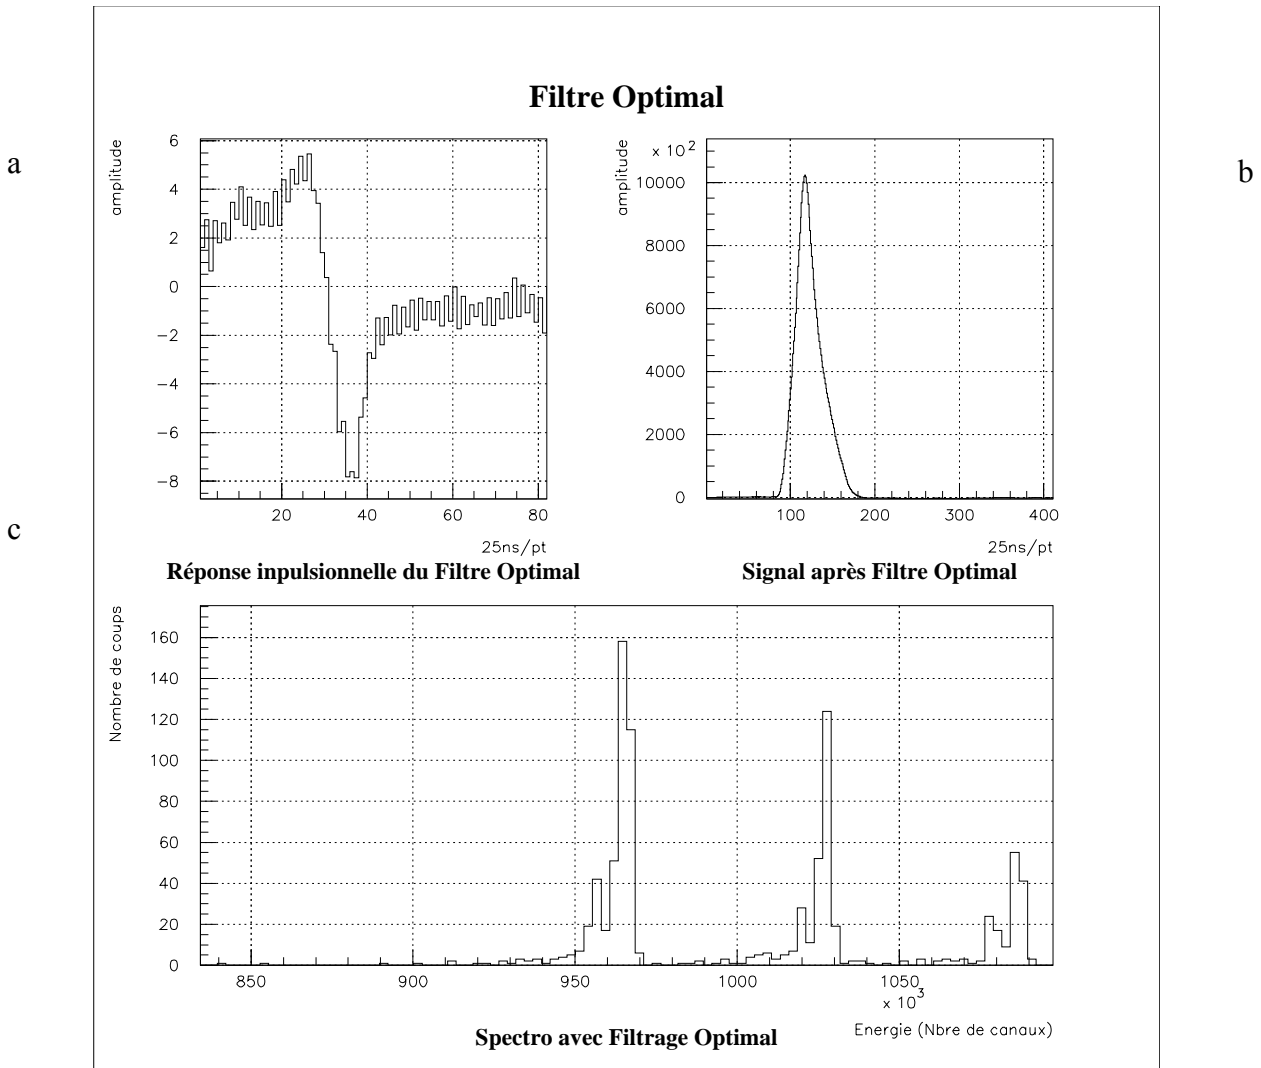 Filtre Optimal
a
b
amplitude
6
4
2
0
−2
−4
−6
−8
20
40
60
80
25ns/pt
Réponse inpulsionnelle du Filtre Optimal
amplitude
x 10²
10000
8000
6000
4000
2000
0
100
200
300
400
25ns/pt
Signal après Filtre Optimal
c
Nombre de coups
160
140
120
100
80
60
40
20
0
850
900
950
1000
1050
x 10³
Energie (Nbre de canaux)
Spectro avec Filtrage Optimal